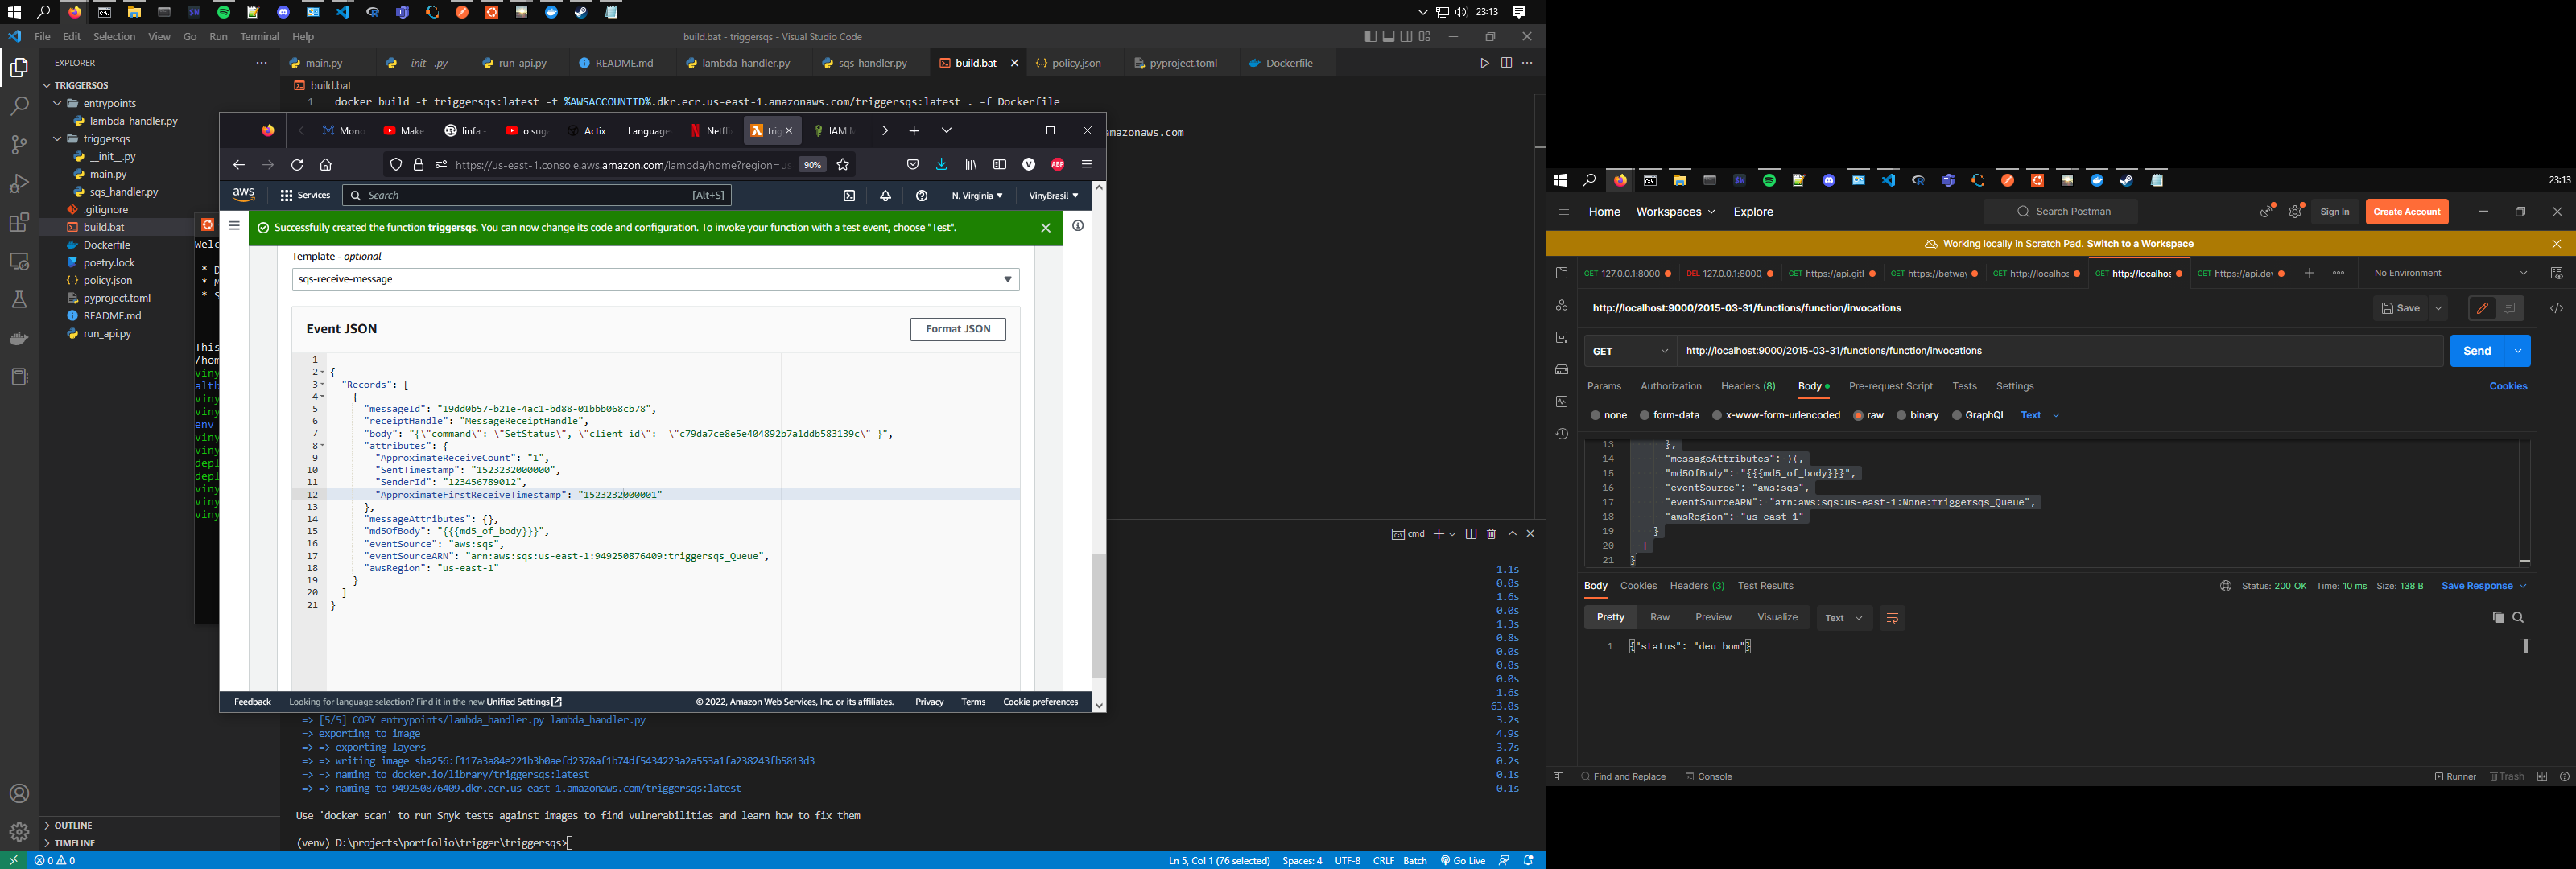 23:13
File Edit Selection View Go Run Terminal Help
build.bat - triggersqs - Visual Studio Code
EXPLORER
TRIGGERSQS
entrypoints
lambda_handler.py
triggersqs
__init__.py
main.py
sqs_handler.py
.gitignore
build.bat
Dockerfile
poetry.lock
policy.json
pyproject.toml
README.md
run_api.py
OUTLINE
TIMELINE
main.py __init__.py run_api.py README.md lambda_handler.py sqs_handler.py build.bat policy.json pyproject.toml Dockerfile
build.bat
1 docker build -t triggersqs:latest -t %AWSACCOUNTID%.dkr.ecr.us-east-1.amazonaws.com/triggersqs:latest . -f Dockerfile
amazonaws.com
Welc
* D
* M
* S
This
/hom
viny
altb
viny
viny
env
viny
viny
depl
depl
viny
viny
viny
Mono Make linfa - o sug Actix Language Netfli trig IAM M
https://us-east-1.console.aws.amazon.com/lambda/home?region=us- 90%
aws Services Search [Alt+S] N. Virginia VinyBrasil
Successfully created the function triggersqs. You can now change its code and configuration. To invoke your function with a test event, choose "Test".
Template - optional
sqs-receive-message
Event JSON
Format JSON
1
2 {
3 "Records": [
4 {
5 "messageId": "19dd0b57-b21e-4ac1-bd88-01bbb068cb78",
6 "receiptHandle": "MessageReceiptHandle",
7 "body": "{\"command\": \"SetStatus\", \"client_id\":  \"c79da7ce8e5e404892b7a1ddb583139c\" }",
8 "attributes": {
9 "ApproximateReceiveCount": "1",
10 "SentTimestamp": "1523232000000",
11 "SenderId": "123456789012",
12 "ApproximateFirstReceiveTimestamp": "1523232000001"
13 },
14 "messageAttributes": {},
15 "md5OfBody": "{{{md5_of_body}}}",
16 "eventSource": "aws:sqs",
17 "eventSourceARN": "arn:aws:sqs:us-east-1:949250876409:triggersqs_Queue",
18 "awsRegion": "us-east-1"
19 }
20 ]
21 }
Feedback Looking for language selection? Find it in the new Unified Settings © 2022, Amazon Web Services, Inc. or its affiliates. Privacy Terms Cookie preferences
cmd
1.1s
0.0s
1.6s
0.0s
1.3s
0.8s
0.0s
0.0s
0.0s
1.6s
63.0s
=> [5/5] COPY entrypoints/lambda_handler.py lambda_handler.py 3.2s
=> exporting to image 4.9s
=> => exporting layers 3.7s
=> => writing image sha256:f117a3a84e221b3b0aefd2378af1b74df5434223a2a553a1fa238243fb5813d3 0.2s
=> => naming to docker.io/library/triggersqs:latest 0.1s
=> => naming to 949250876409.dkr.ecr.us-east-1.amazonaws.com/triggersqs:latest 0.1s
Use 'docker scan' to run Snyk tests against images to find vulnerabilities and learn how to fix them
(venv) D:\projects\portfolio\trigger\triggersqs>
0 0 Ln 5, Col 1 (76 selected) Spaces: 4 UTF-8 CRLF Batch Go Live
23:13
Home Workspaces Explore Search Postman Sign In Create Account
Working locally in Scratch Pad. Switch to a Workspace
GET 127.0.0.1:8000 DEL 127.0.0.1:8000 GET https://api.gitl GET https://betway GET http://localhos GET http://localhos GET https://api.dev No Environment
http://localhost:9000/2015-03-31/functions/function/invocations Save
GET http://localhost:9000/2015-03-31/functions/function/invocations Send
Params Authorization Headers (8) Body Pre-request Script Tests Settings Cookies
none form-data x-www-form-urlencoded raw binary GraphQL Text
13 },
14 "messageAttributes": {},
15 "md5OfBody": "{{{md5_of_body}}}",
16 "eventSource": "aws:sqs",
17 "eventSourceARN": "arn:aws:sqs:us-east-1:None:triggersqs_Queue",
18 "awsRegion": "us-east-1"
19 }
20 ]
21 }
Body Cookies Headers (3) Test Results Status: 200 OK Time: 10 ms Size: 138 B Save Response
Pretty Raw Preview Visualize Text
1 {"status": "deu bom"}
Find and Replace Console Runner Trash